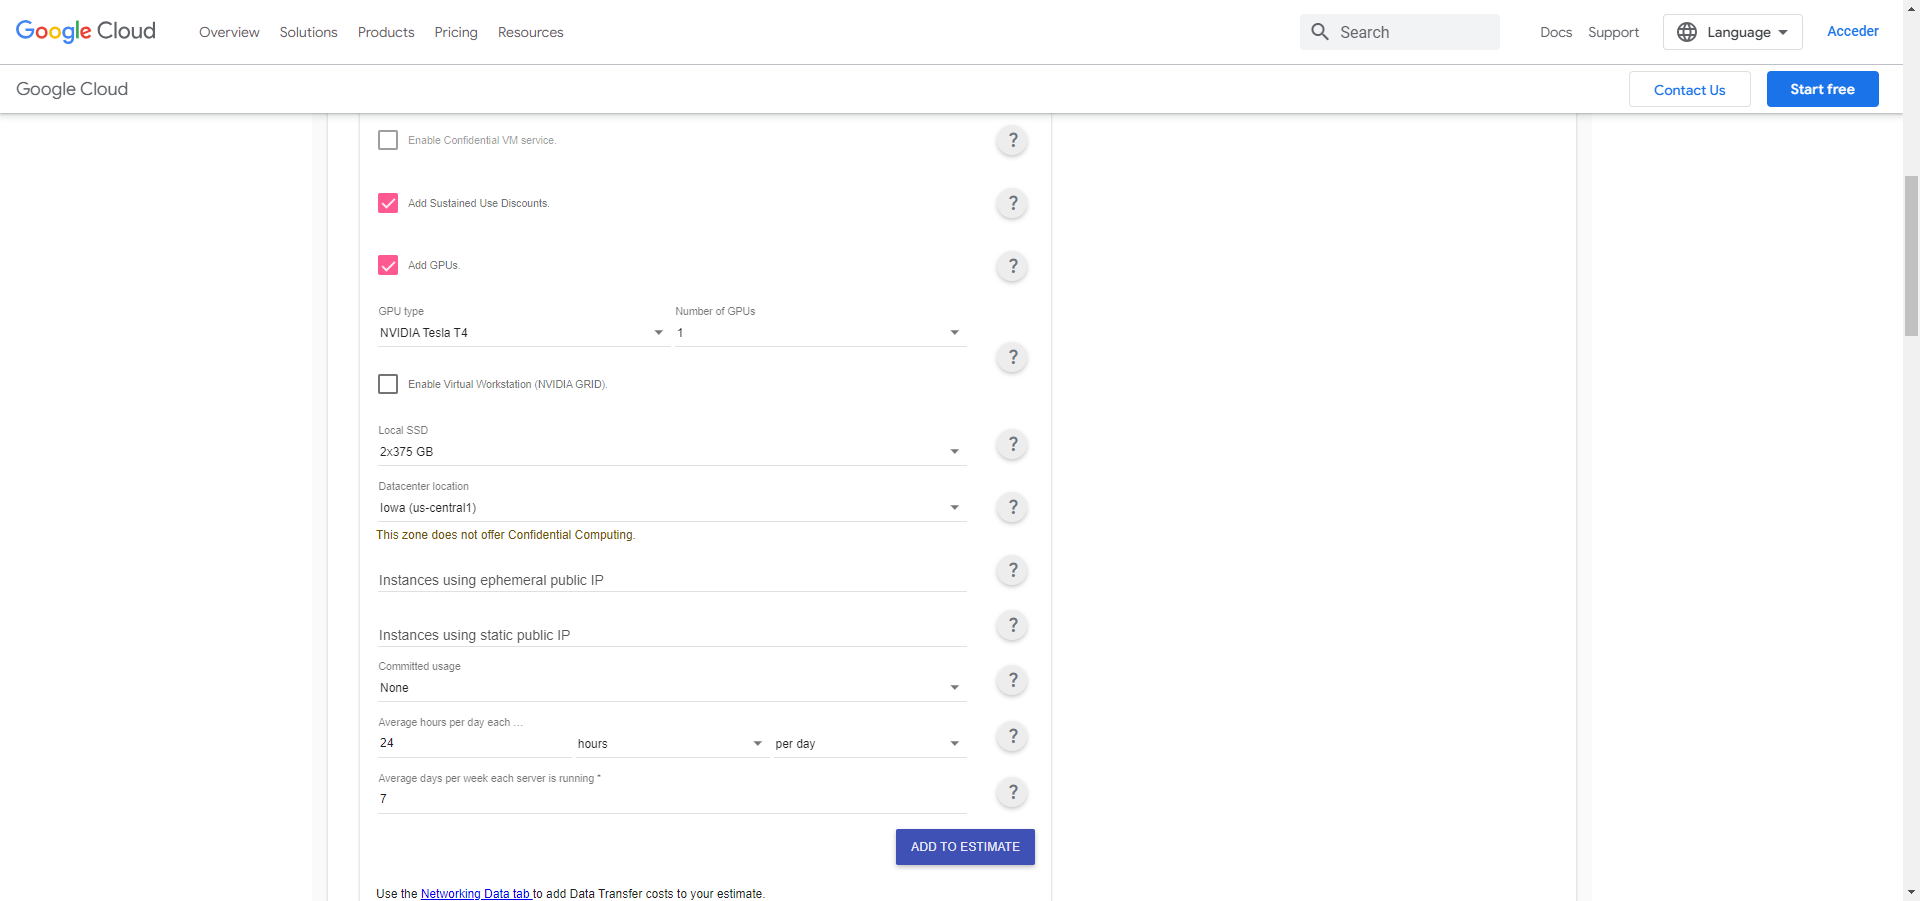 Google Cloud
Overview
Solutions
Products
Pricing
Resources
Search
Docs
Support
Language
Acceder
Google Cloud
Contact Us
Start free
Enable Confidential VM service.
?
Add Sustained Use Discounts.
?
Add GPUs.
?
GPU type
Number of GPUs
NVIDIA Tesla T4
1
?
Enable Virtual Workstation (NVIDIA GRID).
Local SSD
2x375 GB
?
Datacenter location
Iowa (us-central1)
?
This zone does not offer Confidential Computing.
Instances using ephemeral public IP
?
Instances using static public IP
?
Committed usage
None
?
Average hours per day each ...
24
hours
per day
?
Average days per week each server is running *
7
?
ADD TO ESTIMATE
Use the Networking Data tab to add Data Transfer costs to your estimate.